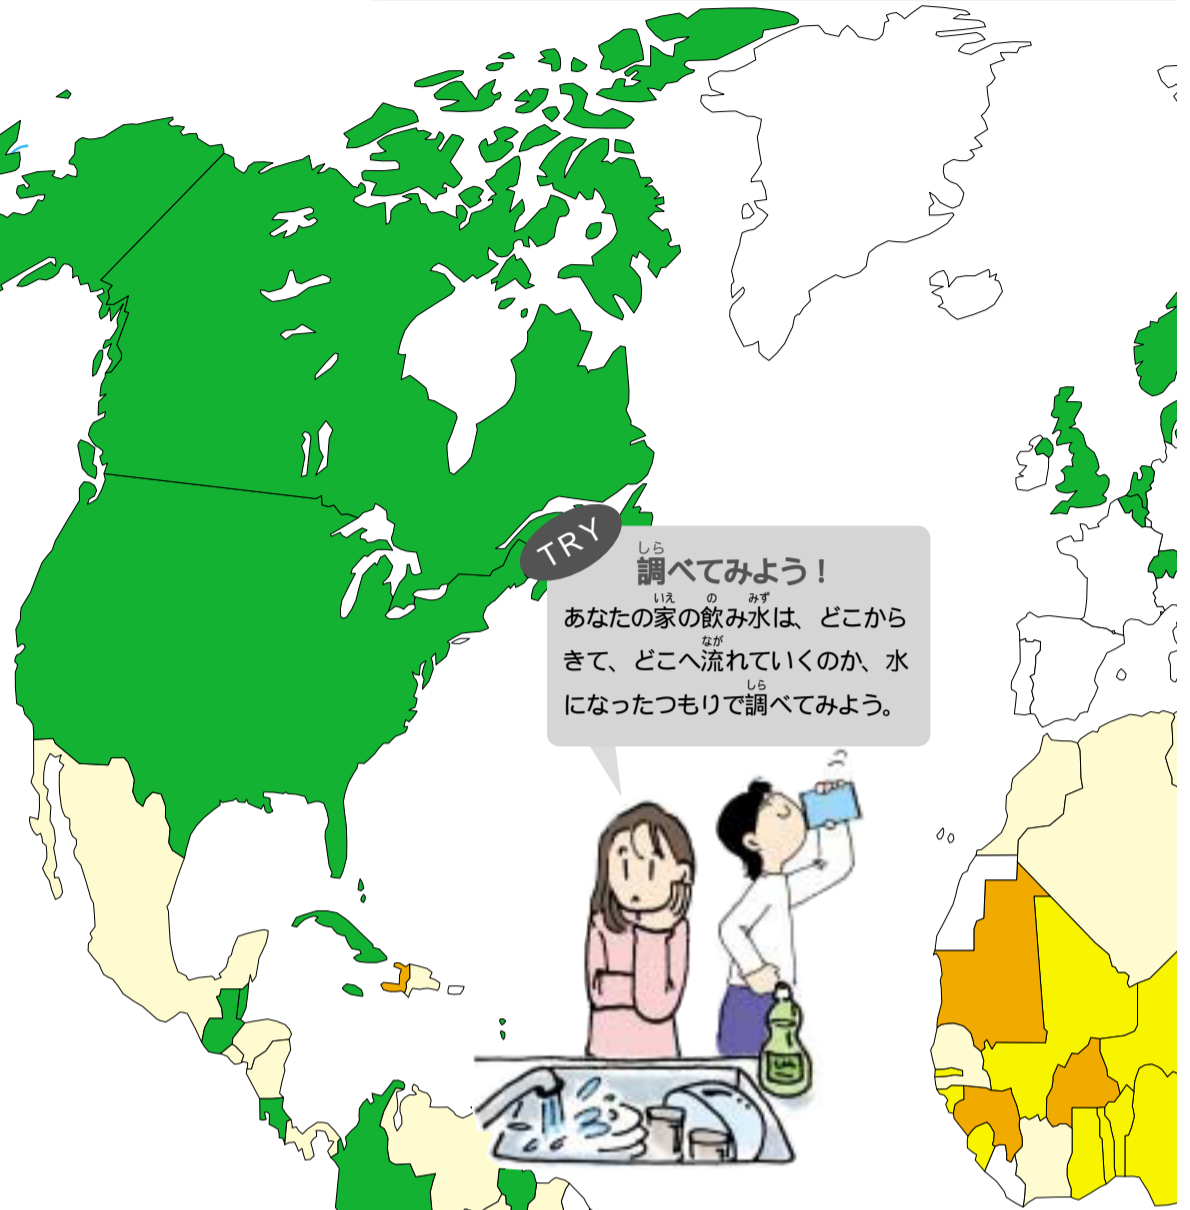 TRY
しら
調べてみよう！
いえ の みず
あなたの家の飲み水は、どこから
なが
きて、どこへ流れていくのか、水
しら
になったつもりで調べてみよう。